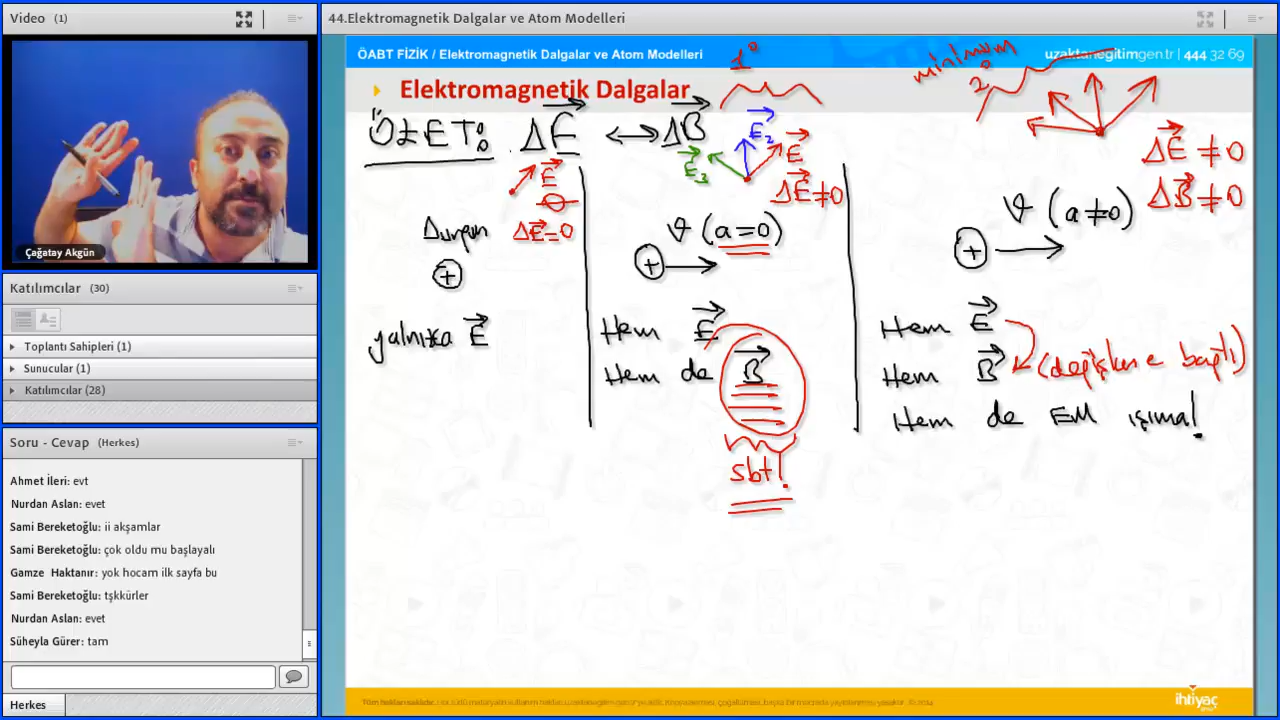 Video (1)
Çağatay Akgün
Katılımcılar (30)
Toplantı Sahipleri (1)
Sunucular (1)
Katılımcılar (28)
Soru - Cevap (Herkes)
Ahmet İleri: evt
Nurdan Aslan: evet
Sami Bereketoğlu: ii akşamlar
Sami Bereketoğlu: çok oldu mu başlayalı
Gamze Haktanır: yok hocam ilk sayfa bu
Sami Bereketoğlu: tşkkürler
Nurdan Aslan: evet
Süheyla Gürer: tam
Herkes
44.Elektromagnetik Dalgalar ve Atom Modelleri
ÖABT FİZİK / Elektromagnetik Dalgalar ve Atom Modelleri
uzaktanegitimgen.tr | 444 32 69
Elektromagnetik Dalgalar
1°
minimum
2°
ÖZET: ΔE⃗ ↔ ΔB⃗
E⃗
ΔE⃗=0
E⃗₃ E⃗₂ E⃗
ΔE⃗≠0
ΔE⃗≠0
ΔB⃗≠0
Durgun
+
yalnızca E⃗
ϑ (a=0)
+
Hem E⃗
Hem de B⃗
sbt!
ϑ (a≠0)
+
Hem E⃗
Hem B⃗ (değişken e bağlı)
Hem de EM ışıma!
ihtiyaç